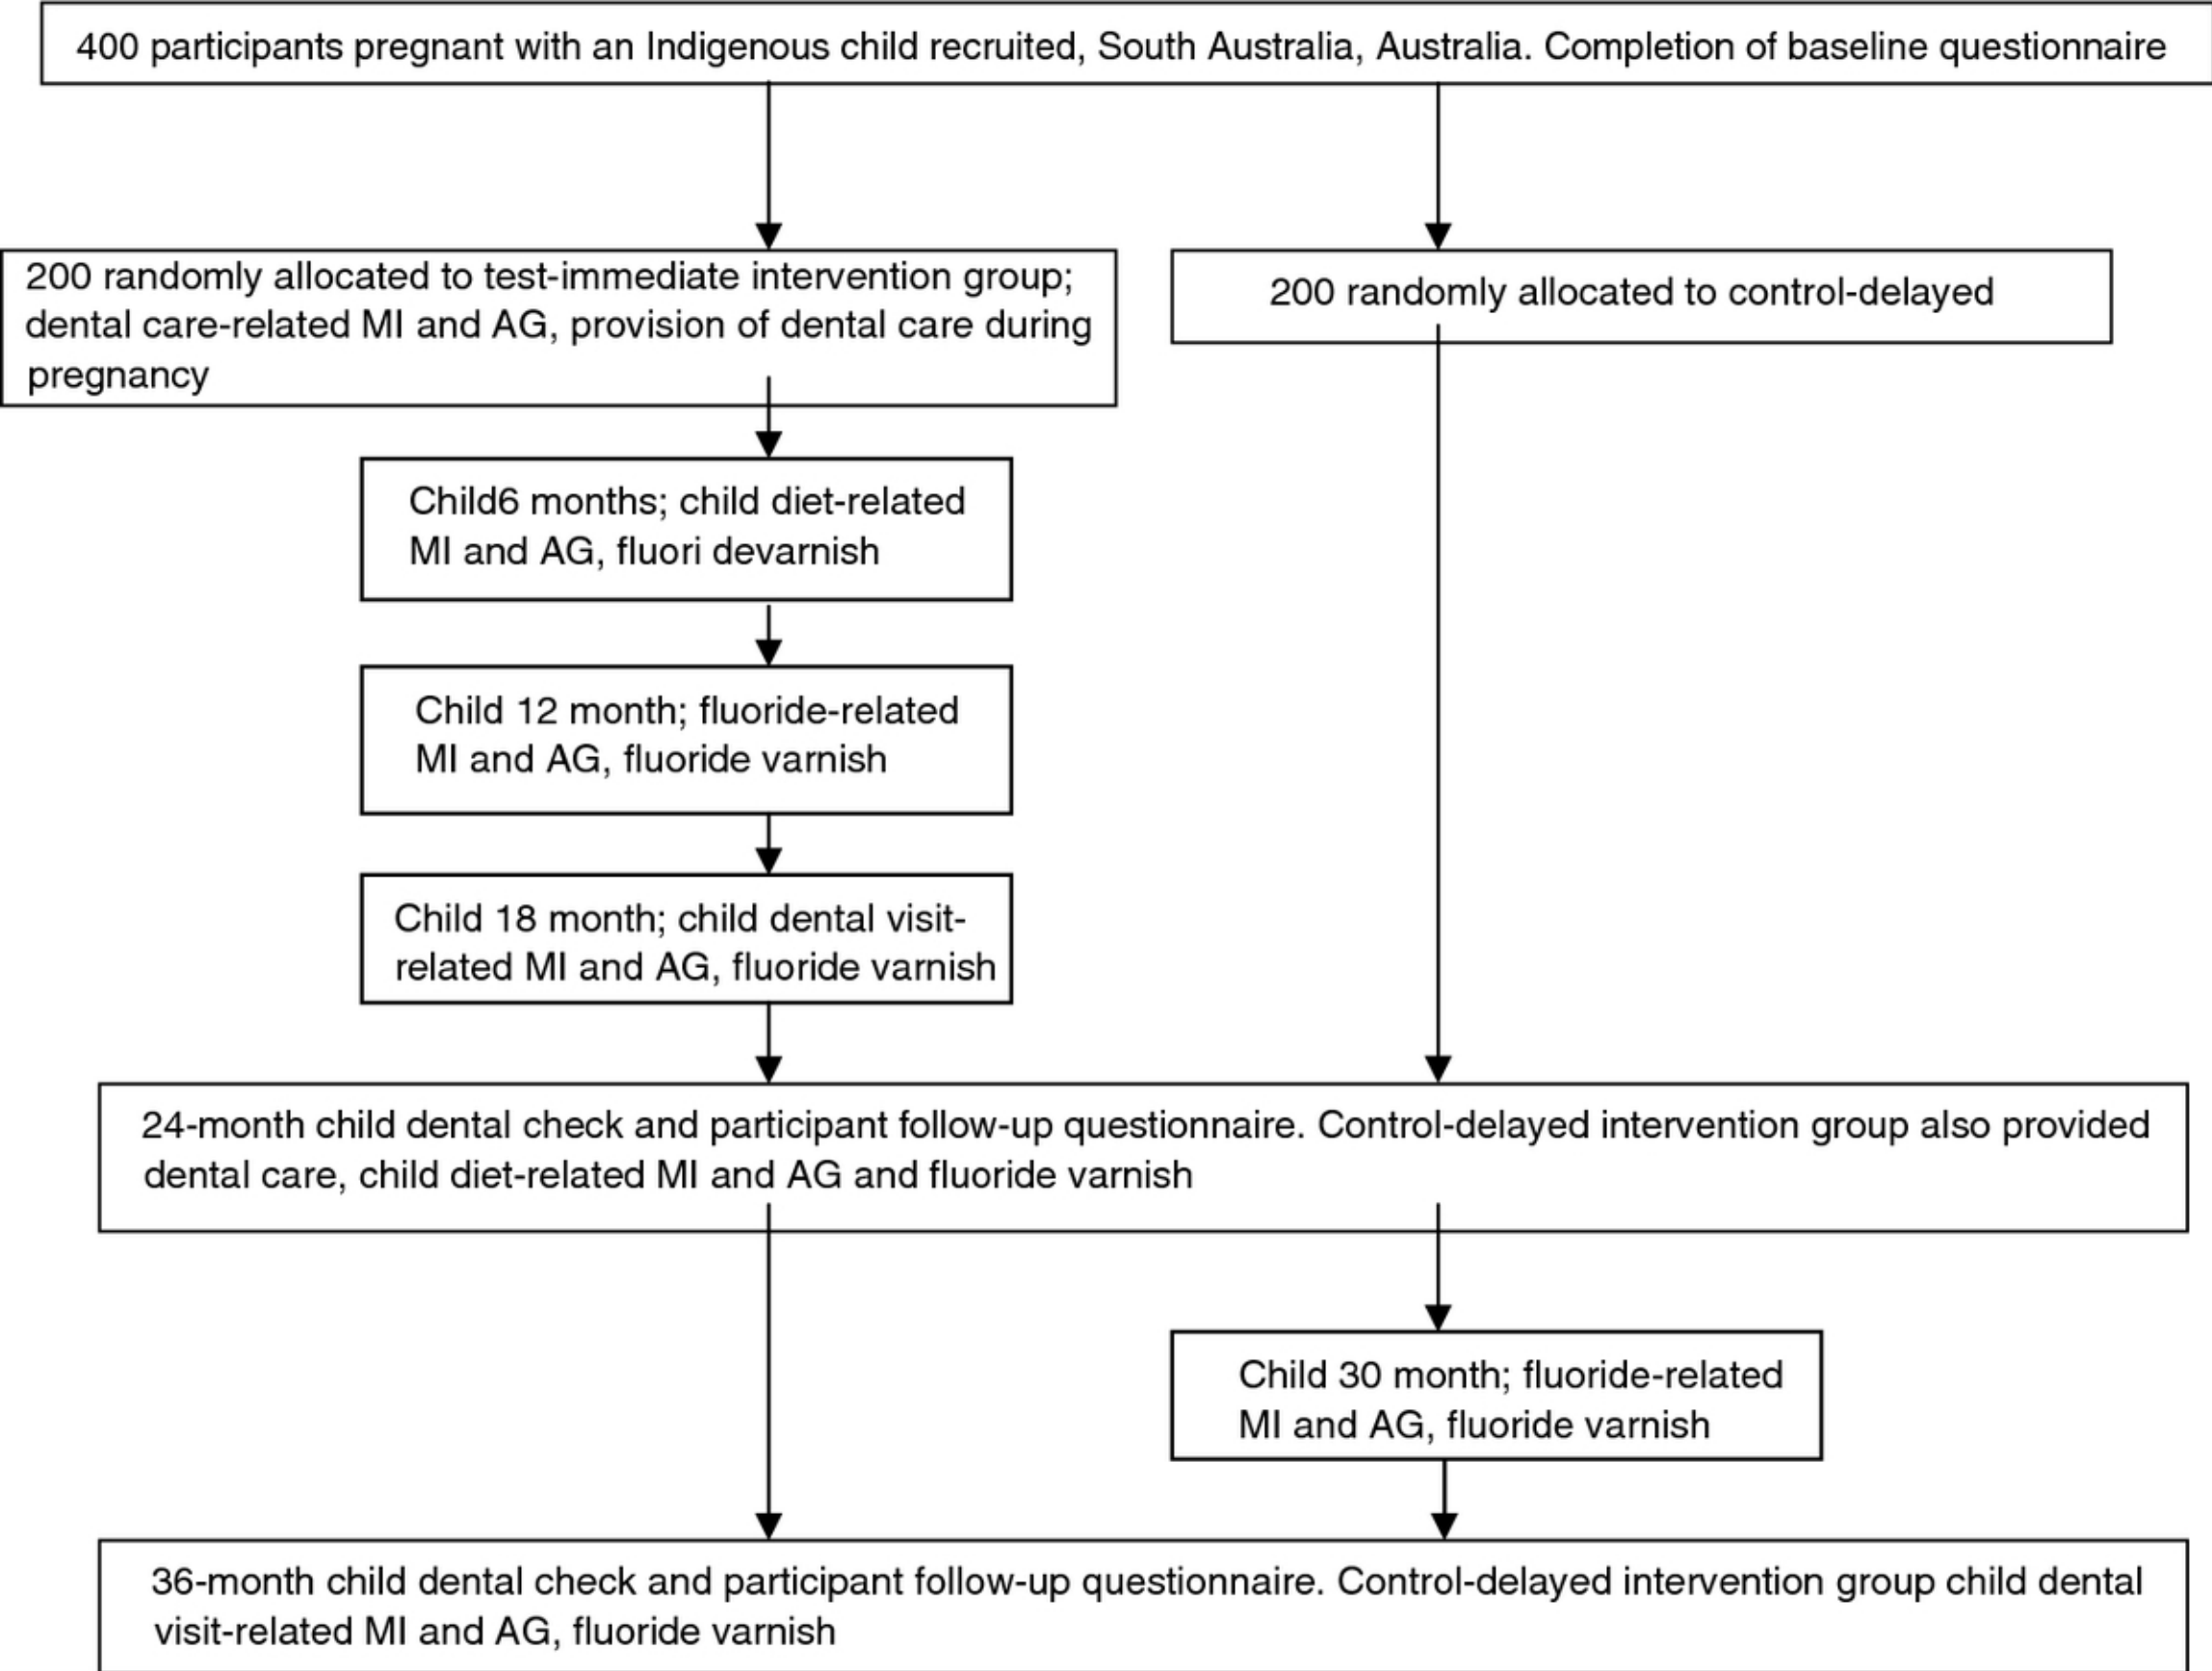 400 participants pregnant with an Indigenous child recruited, South Australia, Australia. Completion of baseline questionnaire
200 randomly allocated to test-immediate intervention group;
dental care-related MI and AG, provision of dental care during
pregnancy
200 randomly allocated to control-delayed
Child6 months; child diet-related
MI and AG, fluori devarnish
Child 12 month; fluoride-related
MI and AG, fluoride varnish
Child 18 month; child dental visit-
related MI and AG, fluoride varnish
24-month child dental check and participant follow-up questionnaire. Control-delayed intervention group also provided
dental care, child diet-related MI and AG and fluoride varnish
Child 30 month; fluoride-related
MI and AG, fluoride varnish
36-month child dental check and participant follow-up questionnaire. Control-delayed intervention group child dental
visit-related MI and AG, fluoride varnish